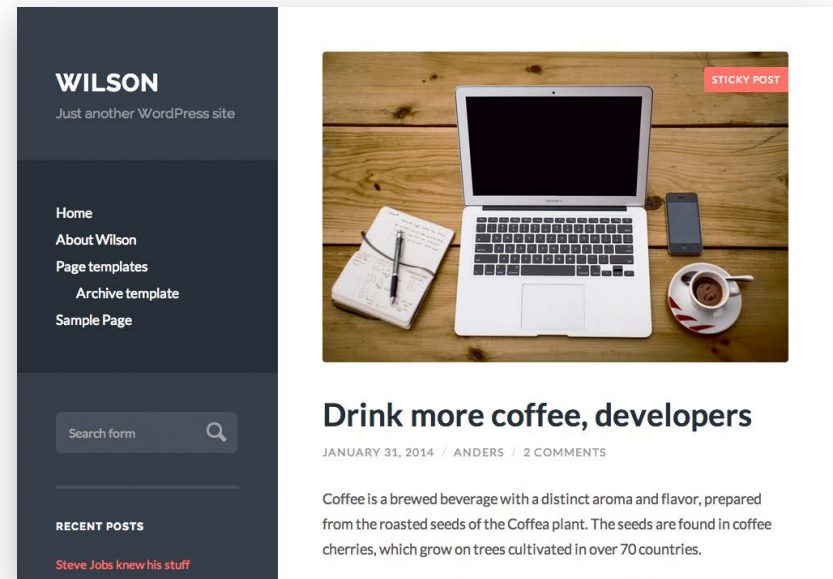 WILSON
Just another WordPress site
Home
About Wilson
Page templates
Archive template
Sample Page
Search form
RECENT POSTS
Steve Jobs knew his stuff
STICKY POST
Drink more coffee, developers
JANUARY 31, 2014 / ANDERS / 2 COMMENTS
Coffee is a brewed beverage with a distinct aroma and flavor, prepared
from the roasted seeds of the Coffea plant. The seeds are found in coffee
cherries, which grow on trees cultivated in over 70 countries.